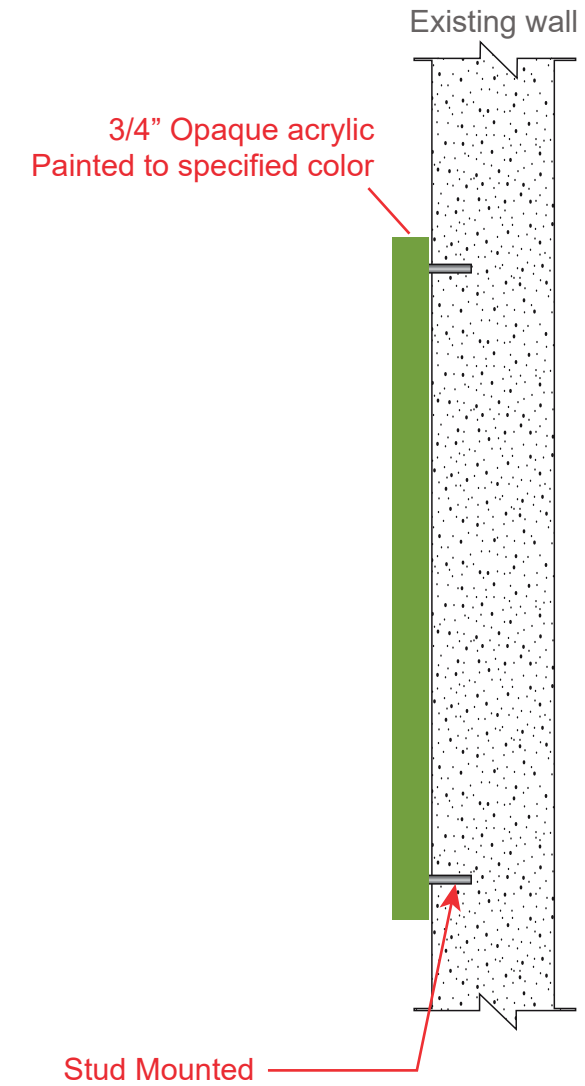 Existing wall
3/4” Opaque acrylic
Painted to specified color
Stud Mounted